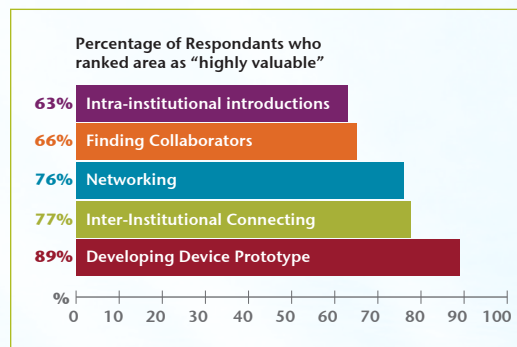 Percentage of Respondants who
ranked area as “highly valuable”
63% Intra-institutional introductions
66% Finding Collaborators
76% Networking
77% Inter-Institutional Connecting
89% Developing Device Prototype
%
0 10 20 30 40 50 60 70 80 90 100